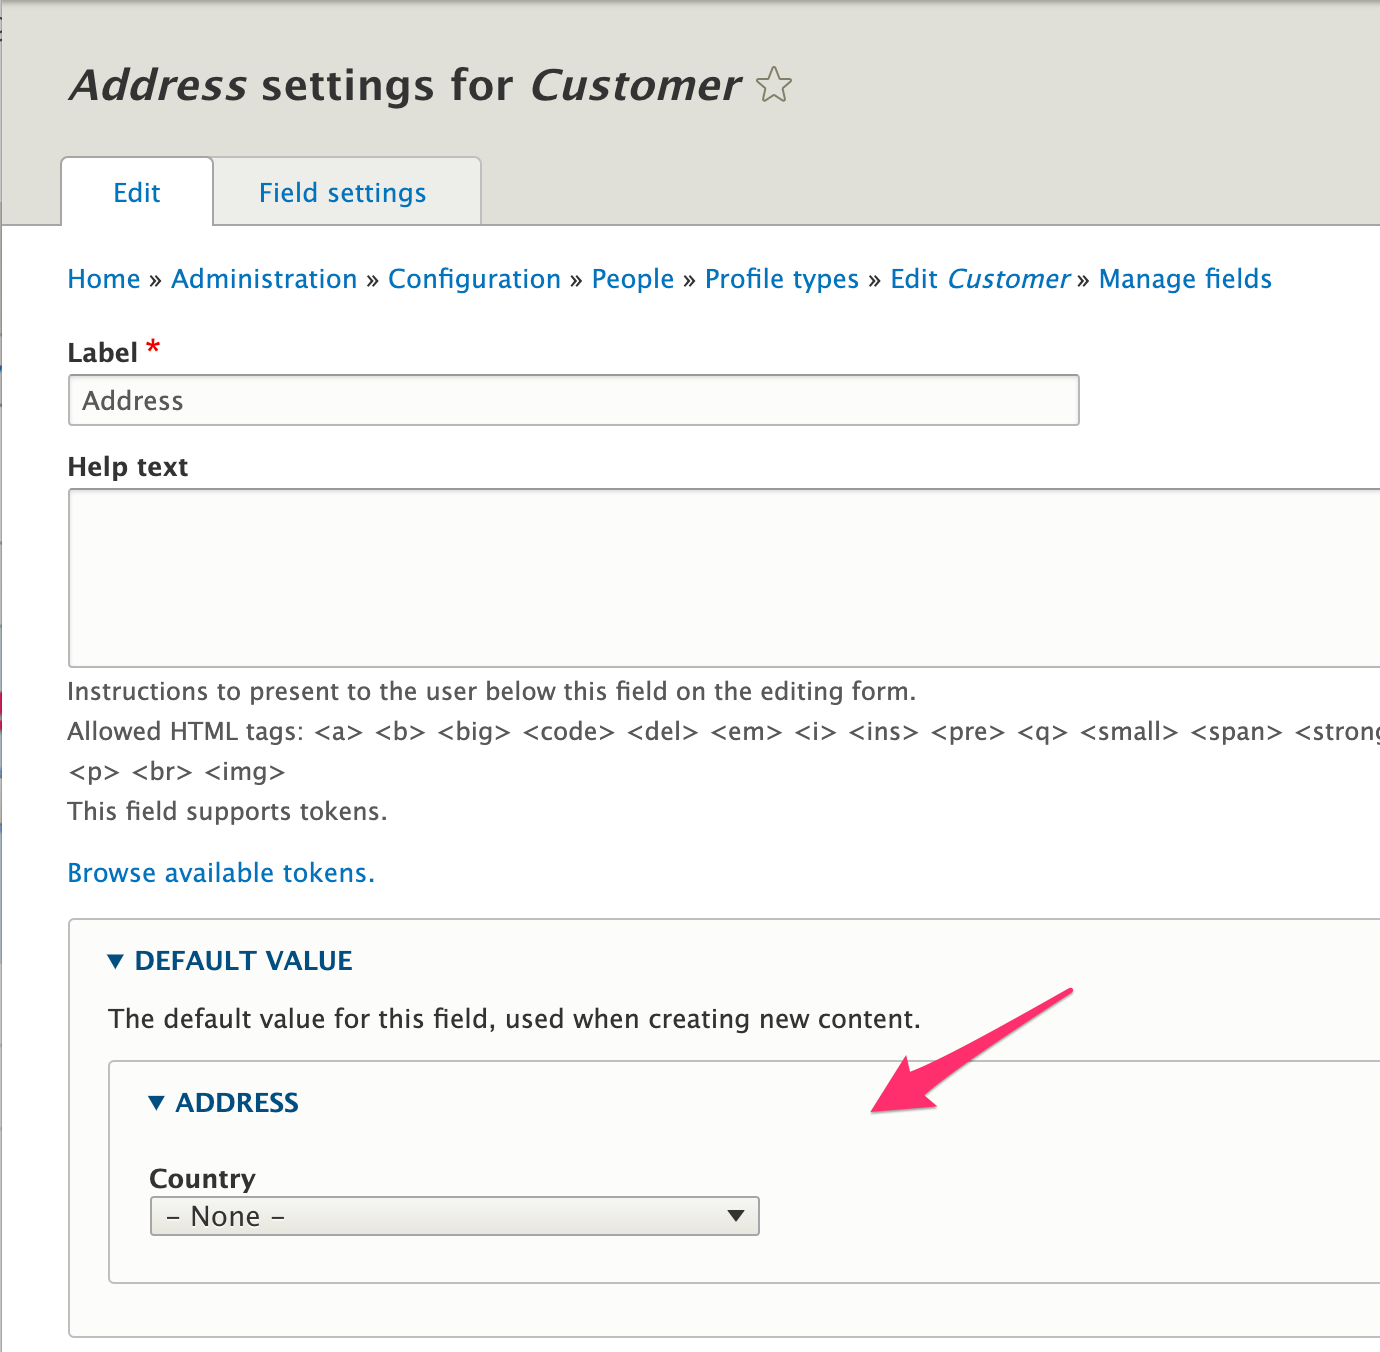 Address settings for Customer
Edit
Field settings
Home » Administration » Configuration » People » Profile types » Edit Customer » Manage fields
Label *
Address
Help text
Instructions to present to the user below this field on the editing form.
Allowed HTML tags: <a> <b> <big> <code> <del> <em> <i> <ins> <pre> <q> <small> <span> <strong
<p> <br> <img>
This field supports tokens.
Browse available tokens.
▼ DEFAULT VALUE
The default value for this field, used when creating new content.
▼ ADDRESS
Country
- None -